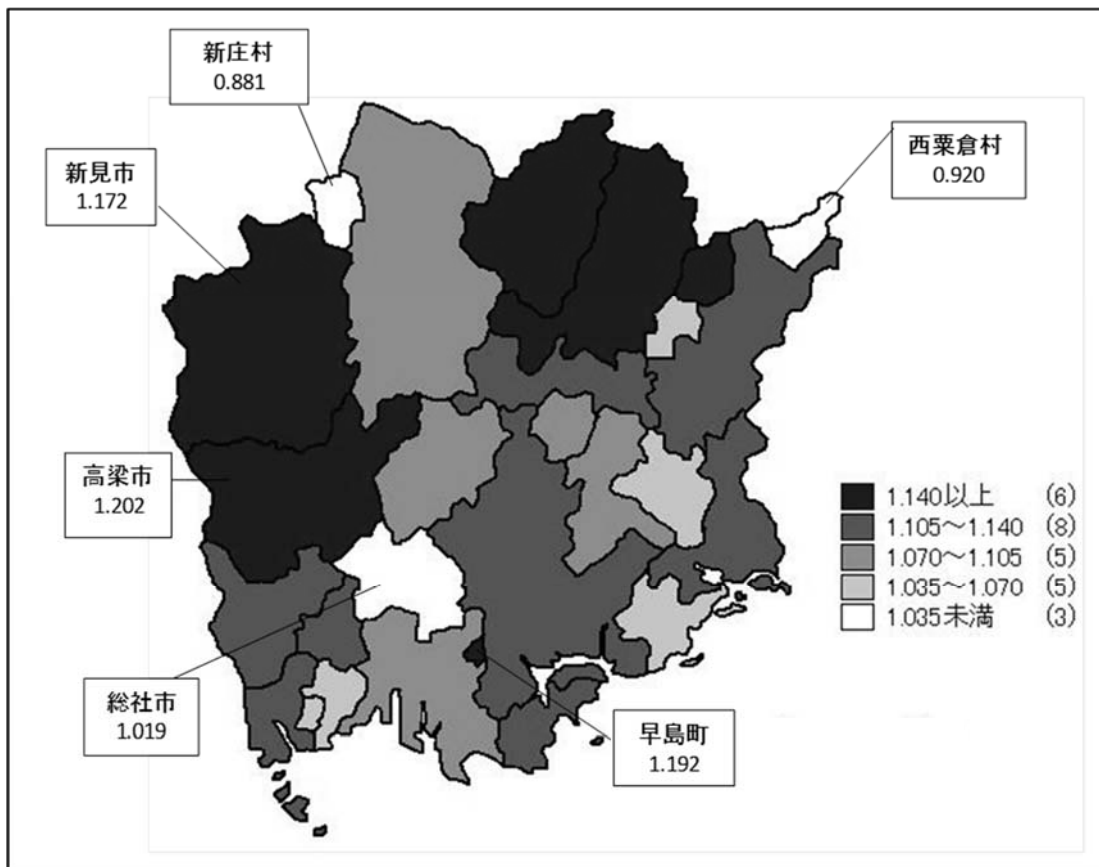 新庄村
0.881
西粟倉村
0.920
新見市
1.172
高梁市
1.202
1.140以上 (6)
1.105～1.140 (8)
1.070～1.105 (5)
1.035～1.070 (5)
1.035未満 (3)
総社市
1.019
早島町
1.192